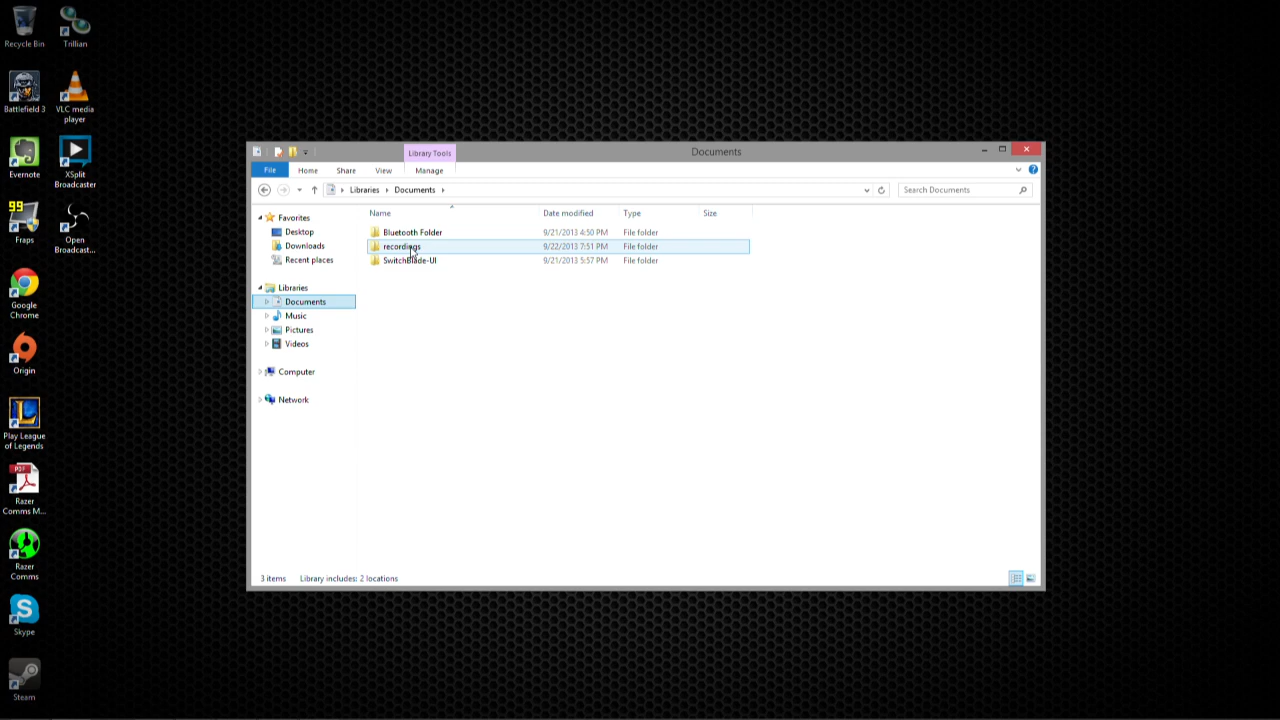 Recycle Bin
Trillian
Battlefield 3
VLC media
player
Evernote
XSplit
Broadcaster
99
Fraps
Open
Broadcast...
Google
Chrome
Origin
Play League
of Legends
PDF
Razer
Comms M...
Razer
Comms
Skype
Steam
Library Tools
Documents
File
Home
Share
View
Manage
Libraries
Documents
Search Documents
Favorites
Desktop
Downloads
Recent places
Libraries
Documents
Music
Pictures
Videos
Computer
Network
Name
Date modified
Type
Size
Bluetooth Folder 9/21/2013 4:50 PM File folder
recordings 9/22/2013 7:51 PM File folder
SwitchBlade-UI 9/21/2013 5:57 PM File folder
3 items
Library includes: 2 locations